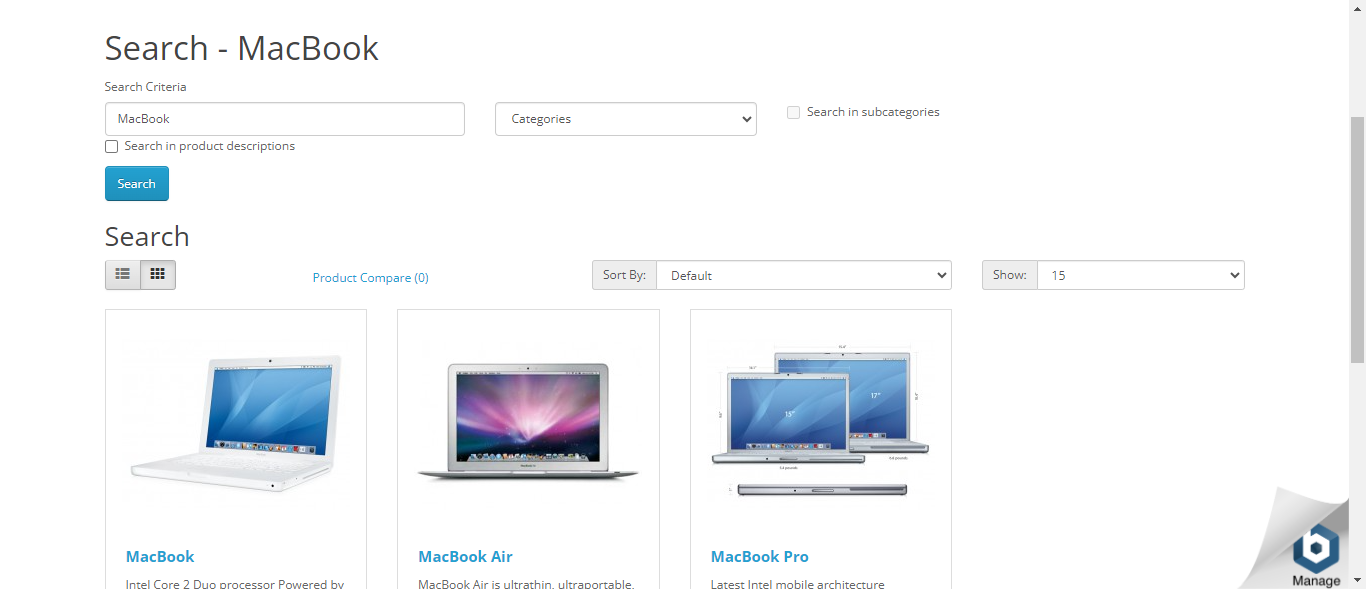 Search - MacBook
Search Criteria
MacBook
Categories
Search in subcategories
Search in product descriptions
Search
Search
Product Compare (0)
Sort By: Default
Show: 15
15"
17"
MacBook
MacBook Air
MacBook Pro
Intel Core 2 Duo processor Powered by
MacBook Air is ultrathin, ultraportable,
Latest Intel mobile architecture
Manage